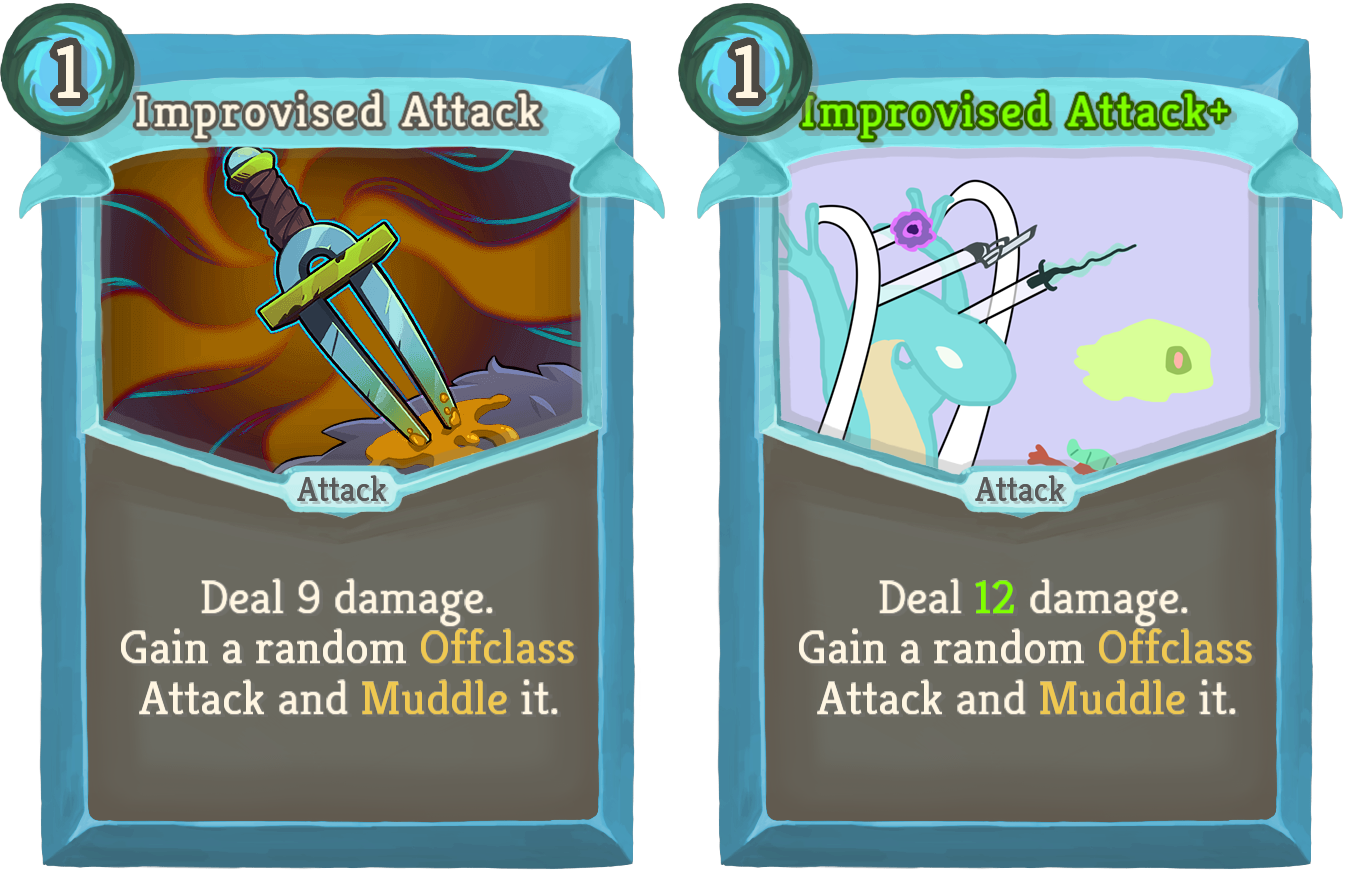 1
Improvised Attack
Attack
Deal 9 damage.
Gain a random Offclass
Attack and Muddle it.
1
Improvised Attack+
Attack
Deal 12 damage.
Gain a random Offclass
Attack and Muddle it.